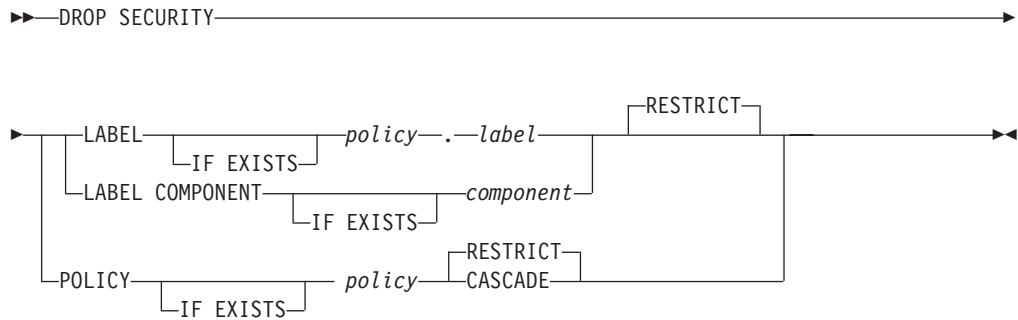 DROP SECURITY
RESTRICT
LABEL policy . label
IF EXISTS
LABEL COMPONENT component
IF EXISTS
RESTRICT
POLICY policy CASCADE
IF EXISTS